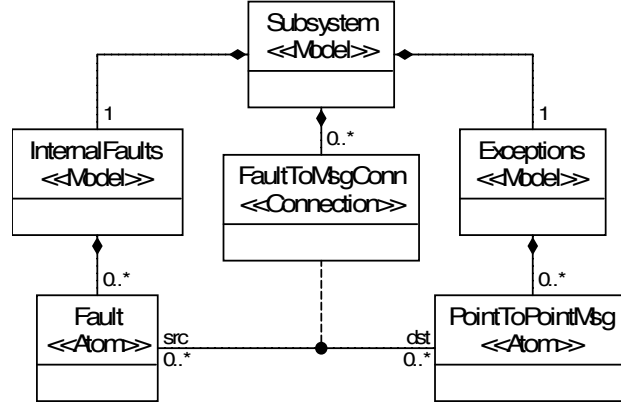 Subsystem
<<Model>>
1
0..*
1
InternalFaults
<<Model>>
FaultToMsgConn
<<Connection>>
Exceptions
<<Model>>
0..*
0..*
Fault
<<Atom>>
src
0..*
dst
0..*
PointToPointMsg
<<Atom>>